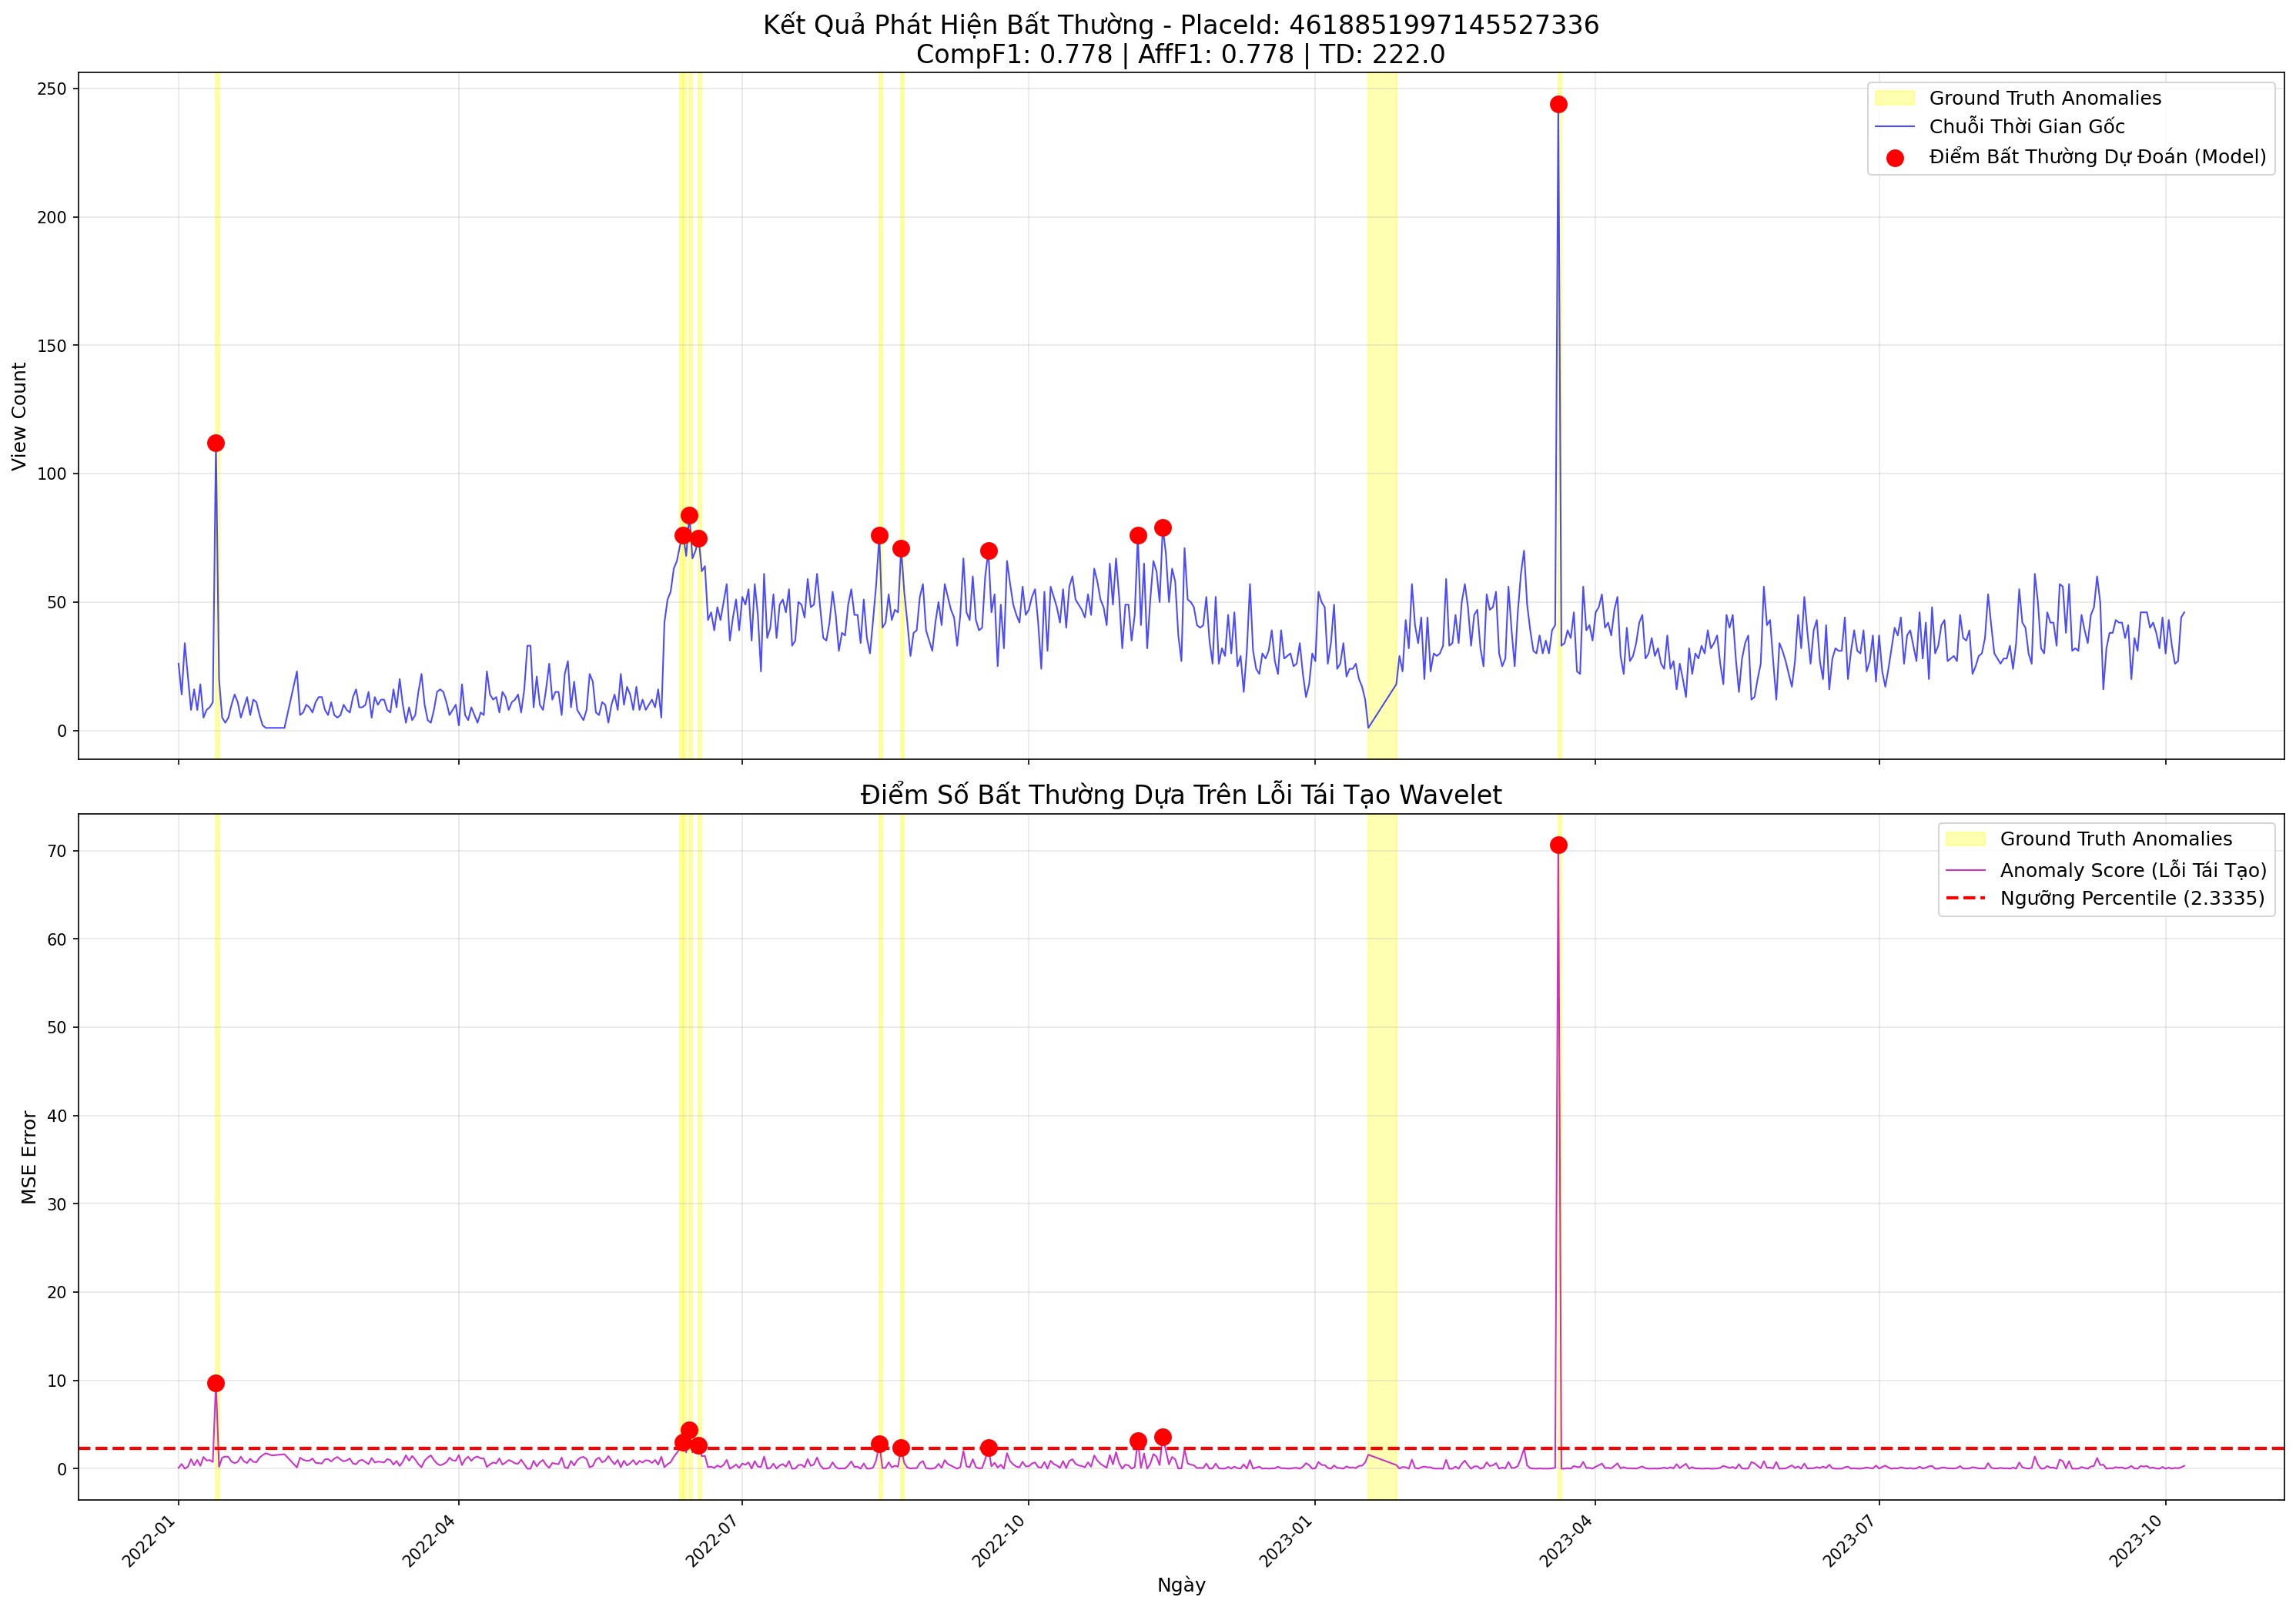 Kết Quả Phát Hiện Bất Thường - PlaceId: 4618851997145527336
CompF1: 0.778 | AffF1: 0.778 | TD: 222.0
250
200
150
100
50
0
View Count
Ground Truth Anomalies
Chuỗi Thời Gian Gốc
Điểm Bất Thường Dự Đoán (Model)
Điểm Số Bất Thường Dựa Trên Lỗi Tái Tạo Wavelet
70
60
50
40
30
20
10
0
MSE Error
Ground Truth Anomalies
Anomaly Score (Lỗi Tái Tạo)
Ngưỡng Percentile (2.3335)
2022-01
2022-04
2022-07
2022-10
2023-01
2023-04
2023-07
2023-10
Ngày